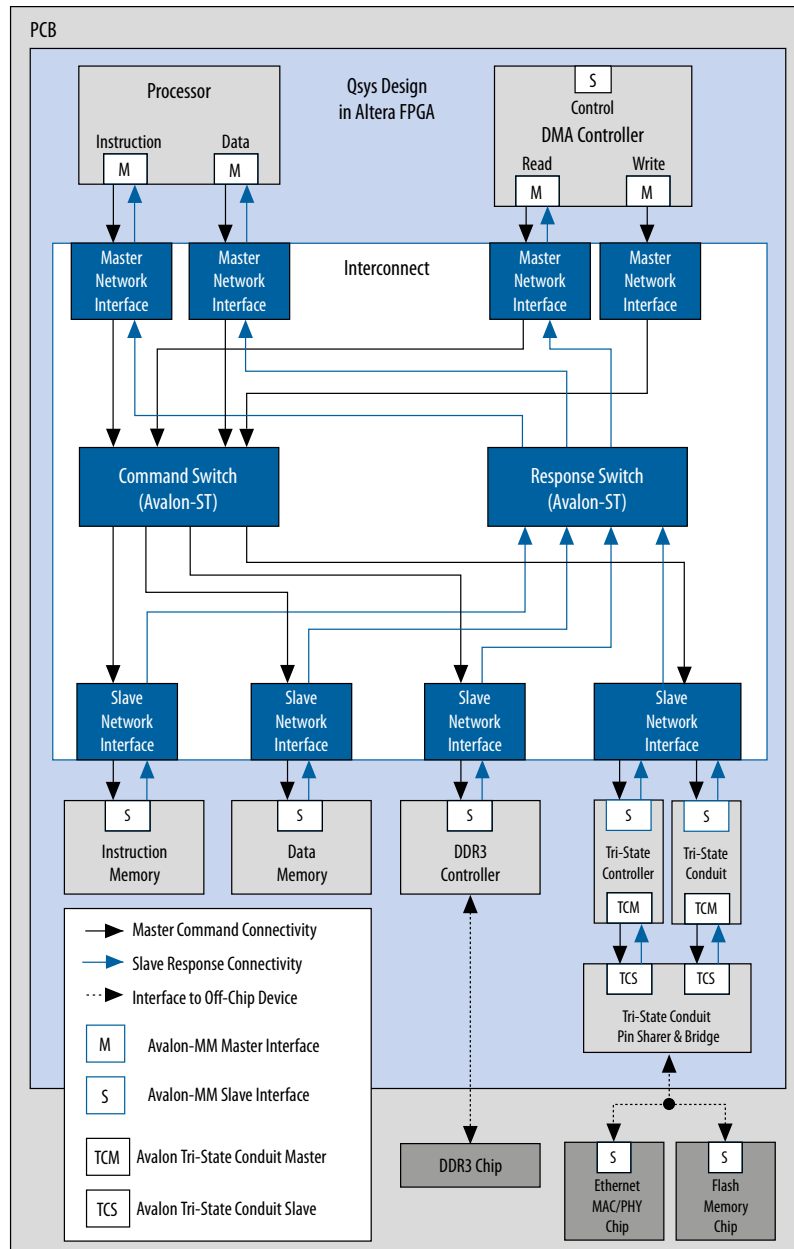 PCB
Qsys Design
in Altera FPGA
Processor
Instruction
Data
M
M
S
Control
DMA Controller
Read
Write
M
M
Interconnect
Master
Network
Interface
Master
Network
Interface
Master
Network
Interface
Master
Network
Interface
Command Switch
(Avalon-ST)
Response Switch
(Avalon-ST)
Slave
Network
Interface
Slave
Network
Interface
Slave
Network
Interface
Slave
Network
Interface
S
Instruction
Memory
S
Data
Memory
S
DDR3
Controller
S
Tri-State
Controller
TCM
S
Tri-State
Conduit
TCM
TCS
TCS
Tri-State Conduit
Pin Sharer & Bridge
Master Command Connectivity
Slave Response Connectivity
Interface to Off-Chip Device
M Avalon-MM Master Interface
S Avalon-MM Slave Interface
TCM Avalon Tri-State Conduit Master
TCS Avalon Tri-State Conduit Slave
DDR3 Chip
S
Ethernet
MAC/PHY
Chip
S
Flash
Memory
Chip